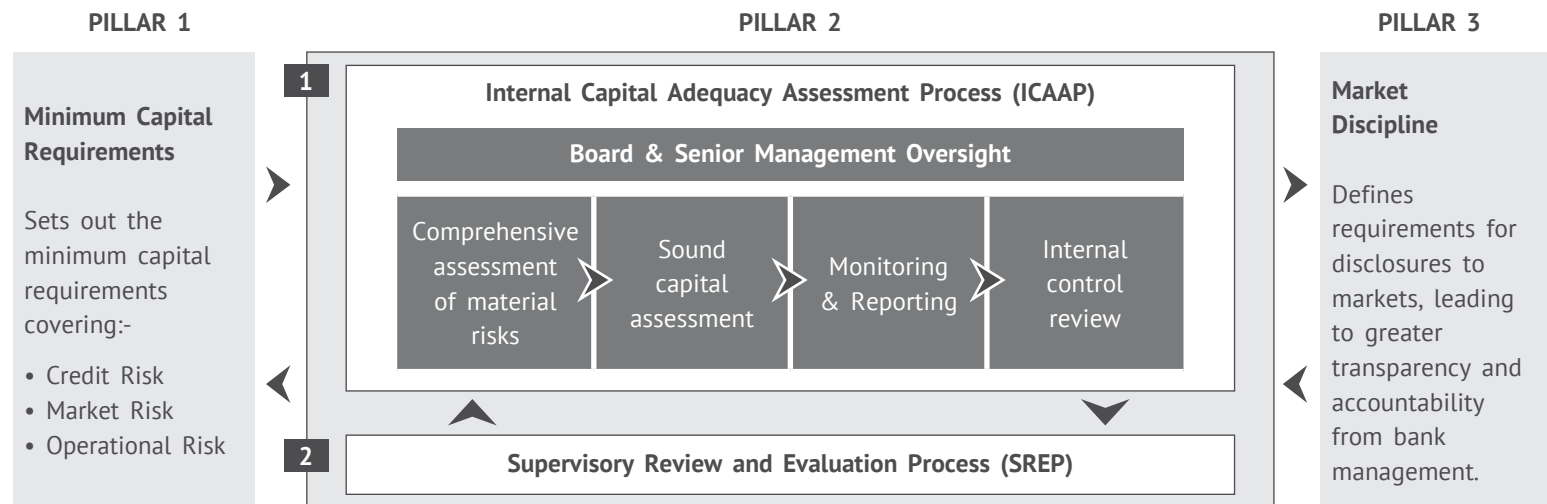 PILLAR 1
Minimum Capital
Requirements
Sets out the
minimum capital
requirements
covering:-
• Credit Risk
• Market Risk
• Operational Risk
PILLAR 2
1
Internal Capital Adequacy Assessment Process (ICAAP)
Board & Senior Management Oversight
Comprehensive
assessment
of material
risks
Sound
capital
assessment
Monitoring
& Reporting
Internal
control
review
2
Supervisory Review and Evaluation Process (SREP)
PILLAR 3
Market
Discipline
Defines
requirements for
disclosures to
markets, leading
to greater
transparency and
accountability
from bank
management.